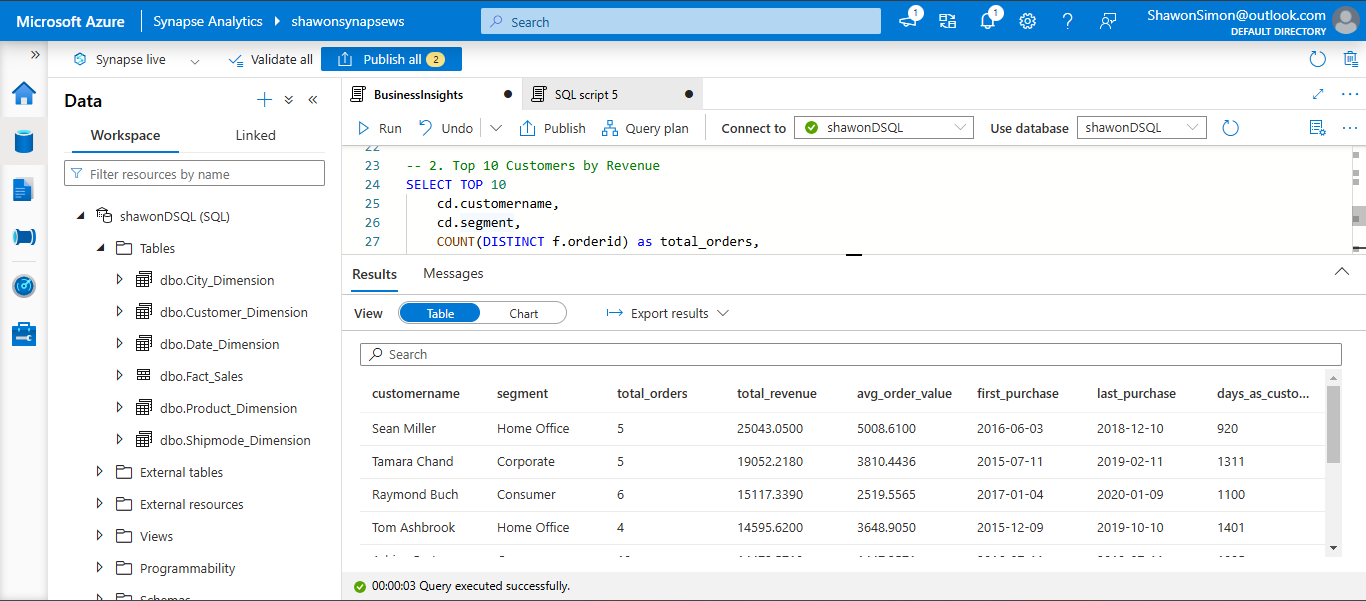 Microsoft Azure
Synapse Analytics
shawonsynapsews
Search
1
1
ShawonSimon@outlook.com
DEFAULT DIRECTORY
Synapse live
Validate all
Publish all
2
Data
Workspace
Linked
Filter resources by name
shawonDSQL (SQL)
Tables
dbo.City_Dimension
dbo.Customer_Dimension
dbo.Date_Dimension
dbo.Fact_Sales
dbo.Product_Dimension
dbo.Shipmode_Dimension
External tables
External resources
Views
Programmability
Schemas
BusinessInsights
SQL script 5
Run
Undo
Publish
Query plan
Connect to
shawonDSQL
Use database
shawonDSQL
22
23 -- 2. Top 10 Customers by Revenue
24 SELECT TOP 10
25 cd.customername,
26 cd.segment,
27 COUNT(DISTINCT f.orderid) as total_orders,
Results
Messages
View
Table
Chart
Export results
Search
customername segment total_orders total_revenue avg_order_value first_purchase last_purchase days_as_custo...
Sean Miller Home Office 5 25043.0500 5008.6100 2016-06-03 2018-12-10 920
Tamara Chand Corporate 5 19052.2180 3810.4436 2015-07-11 2019-02-11 1311
Raymond Buch Consumer 6 15117.3390 2519.5565 2017-01-04 2020-01-09 1100
Tom Ashbrook Home Office 4 14595.6200 3648.9050 2015-12-09 2019-10-10 1401
00:00:03 Query executed successfully.